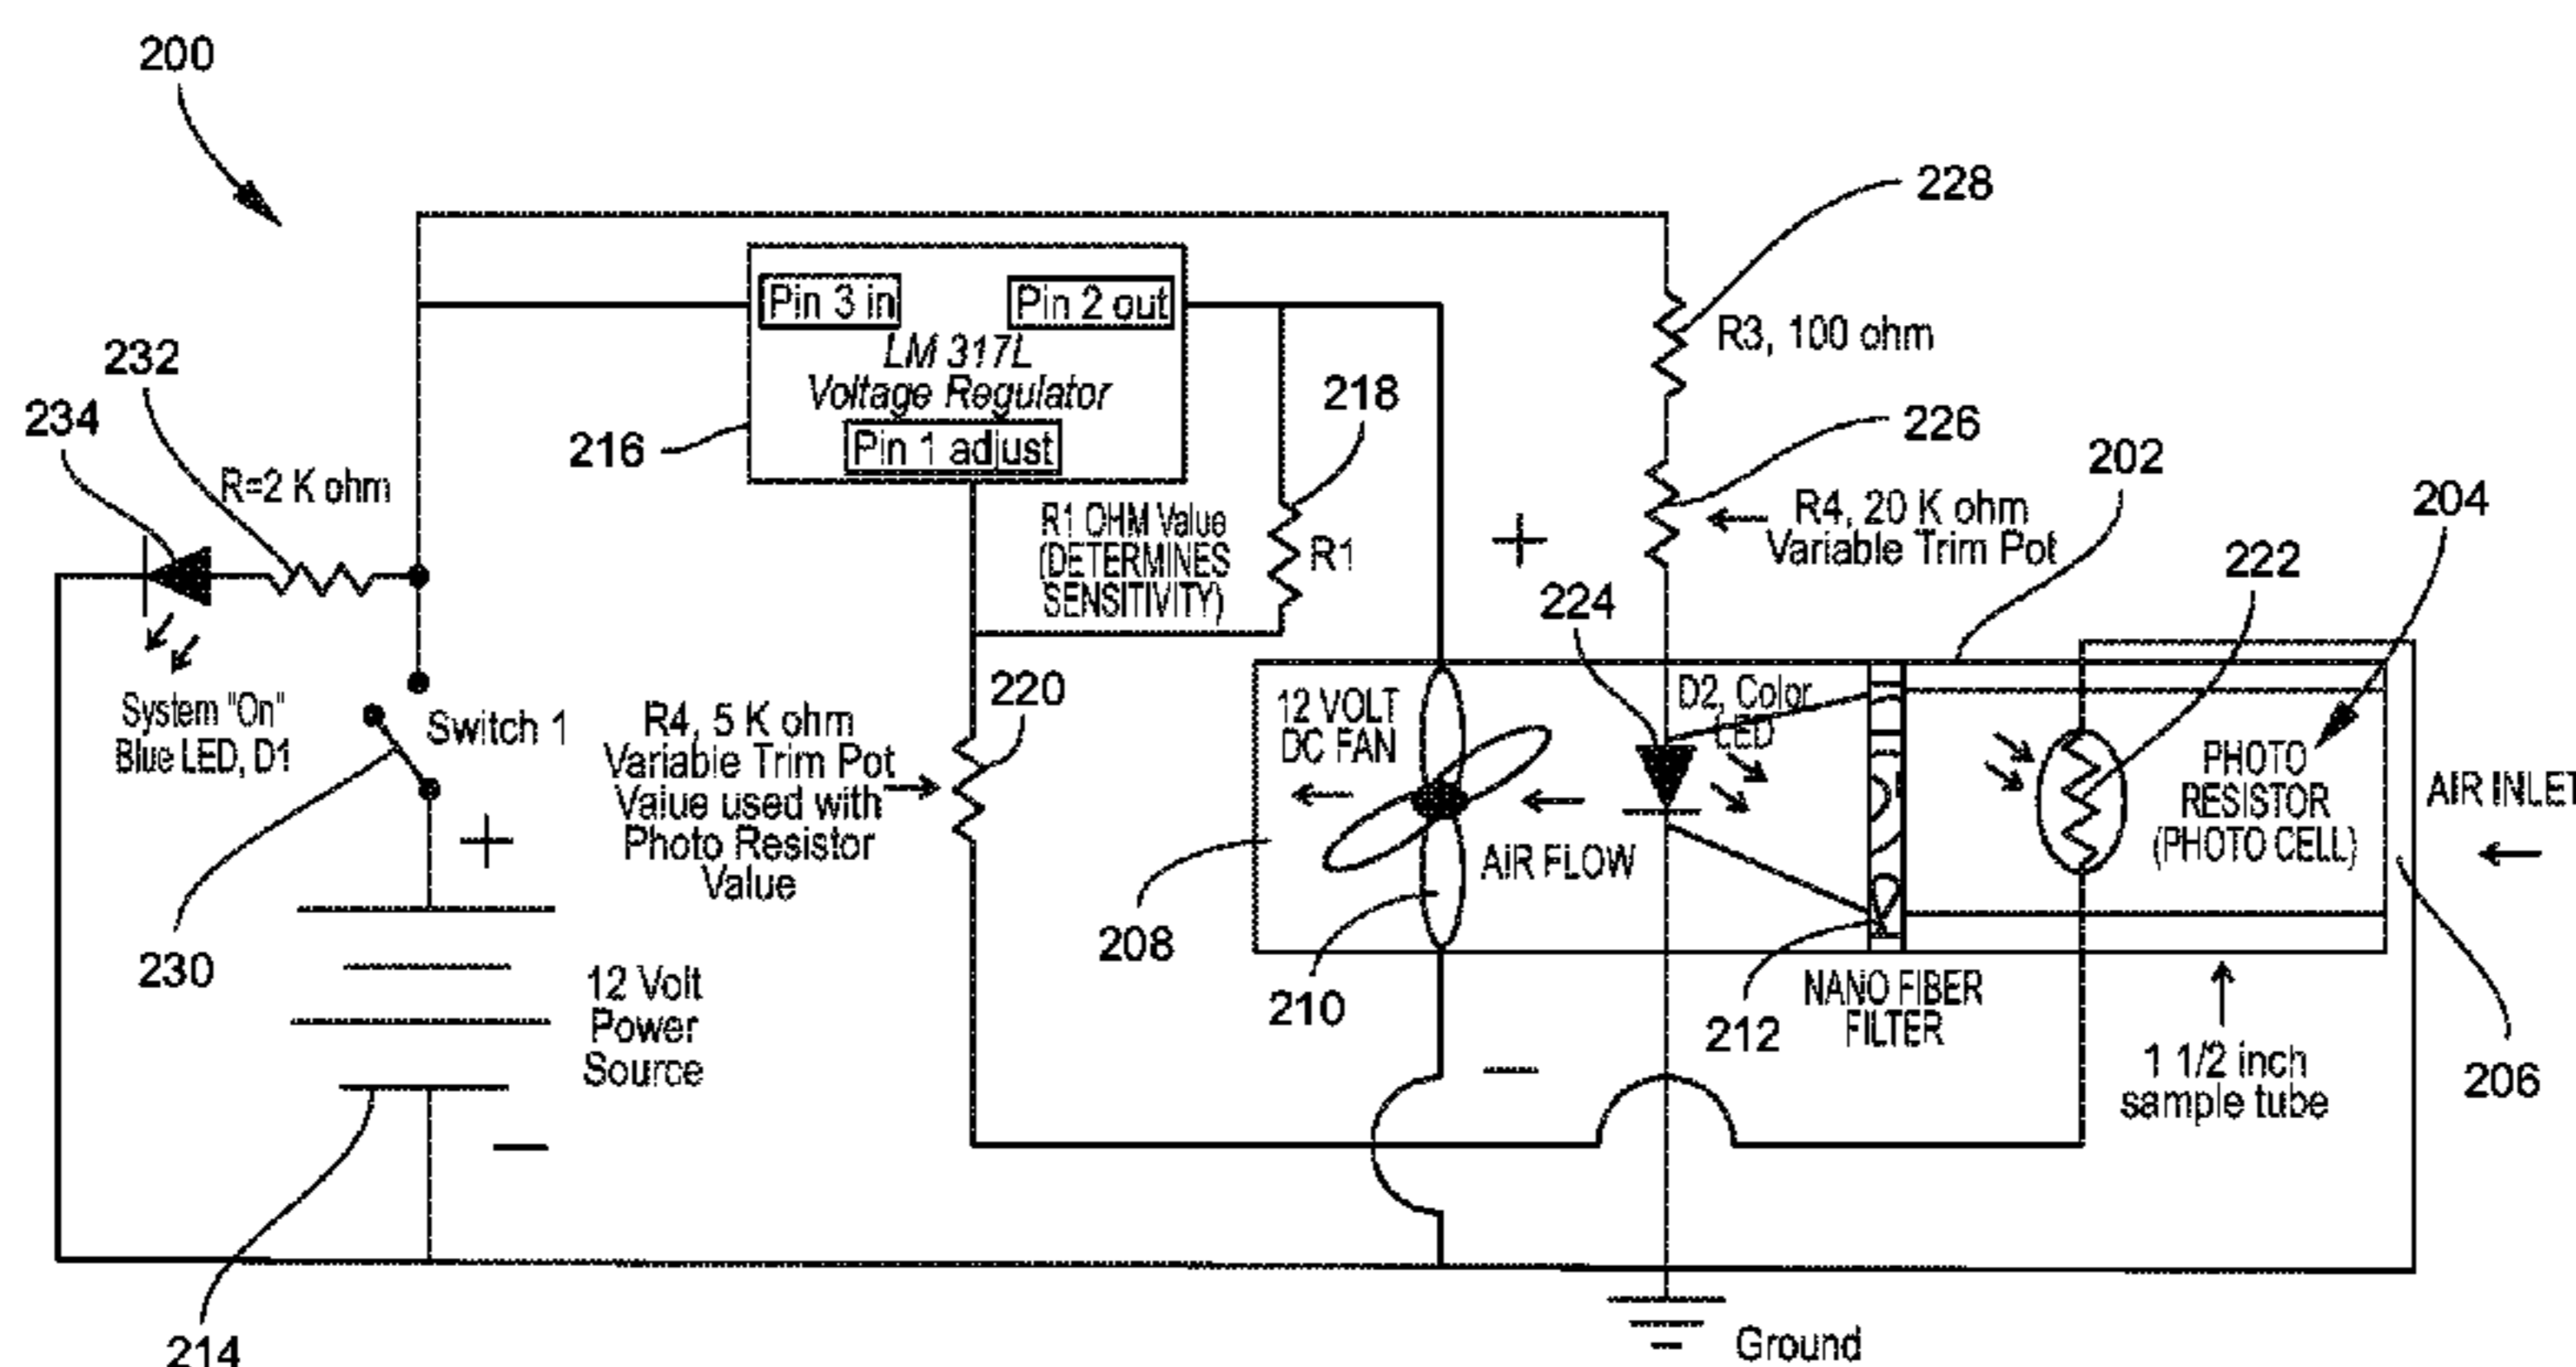 200
228
Pin 3 in
Pin 2 out
R3, 100 ohm
LM 317L
Voltage Regulator
232
218
234
226
202
216
Pin 1 adjust
204
R=2 K ohm
R1 OHM Value
(DETERMINES
SENSITIVITY)
R1
+
R4, 20 K ohm
Variable Trim Pot
222
224
System "On"
Blue LED, D1
Switch 1
220
R4, 5 K ohm
Variable Trim Pot
Value used with
Photo Resistor
Value
12 VOLT
DC FAN
D2, Color
LED
PHOTO
RESISTOR
(PHOTO CELL)
AIR INLET
+
AIR FLOW
208
230
210
212
NANO FIBER
FILTER
12 Volt
Power
Source
1 1/2 inch
sample tube
206
−
−
214
Ground